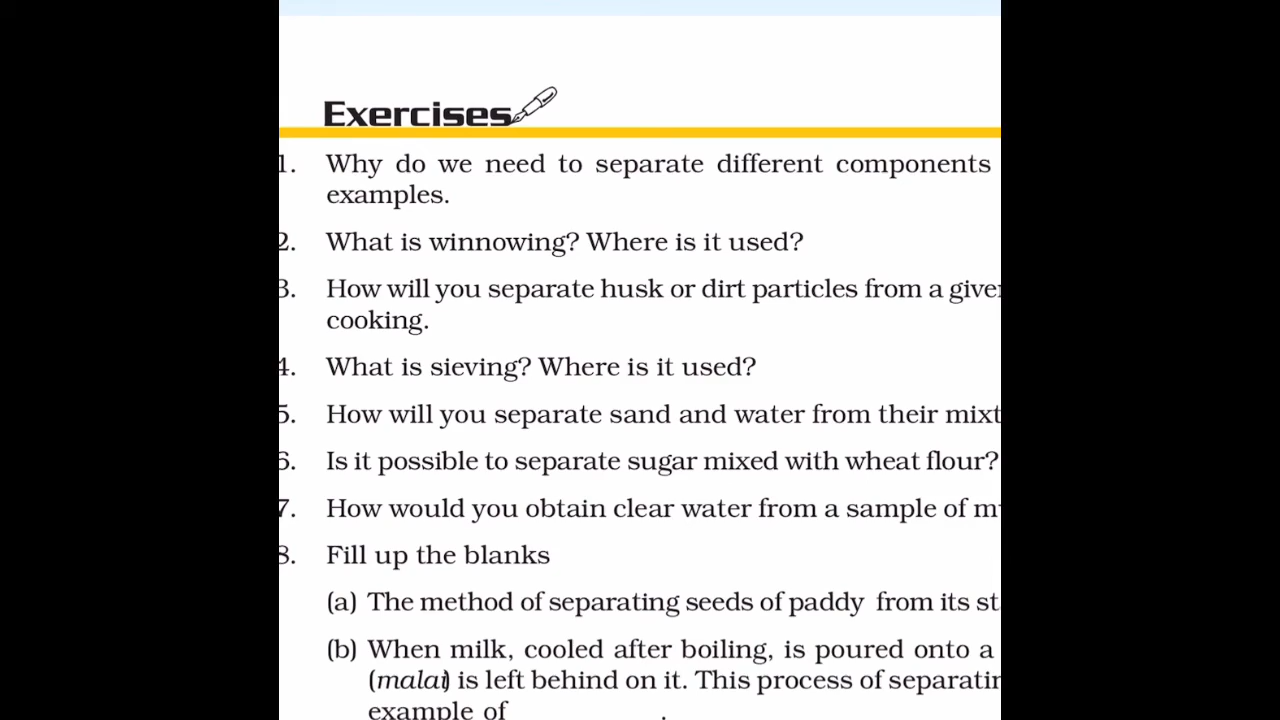 Exercises
1. Why do we need to separate different components
examples.
2. What is winnowing? Where is it used?
3. How will you separate husk or dirt particles from a
cooking.
4. What is sieving? Where is it used?
5. How will you separate sand and water from their
6. Is it possible to separate sugar mixed with wheat flour?
7. How would you obtain clear water from a sample of
8. Fill up the blanks
(a) The method of separating seeds of paddy from its
(b) When milk, cooled after boiling, is poured onto a
(malai) is left behind on it. This process of
example of ____________.